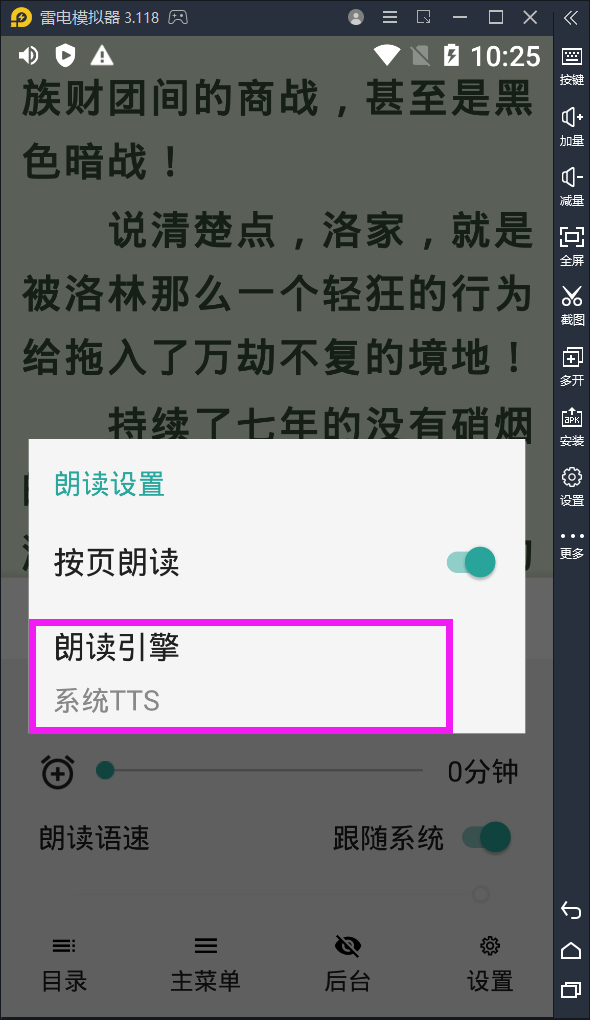 雷电模拟器 3.118
10:25
族财团间的商战，甚至是黑
色暗战！
说清楚点，洛家，就是
被洛林那么一个轻狂的行为
给拖入了万劫不复的境地！
持续了七年的没有硝烟
朗读设置
按页朗读
朗读引擎
系统TTS
0分钟
朗读语速
跟随系统
目录
主菜单
后台
设置
按键
加量
减量
全屏
截图
多开
APK
安装
设置
更多